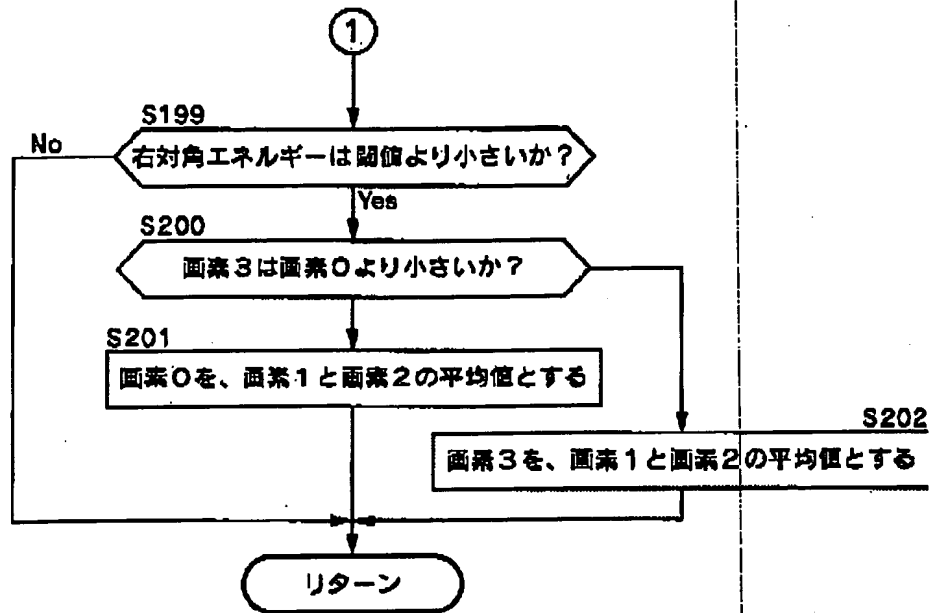 1
S199
No
右対角エネルギーは閾値より小さいか？
Yes
S200
画素3は画素0より小さいか？
S201
画素0を、画素1と画素2の平均値とする
S202
画素3を、画素1と画素2の平均値とする
リターン